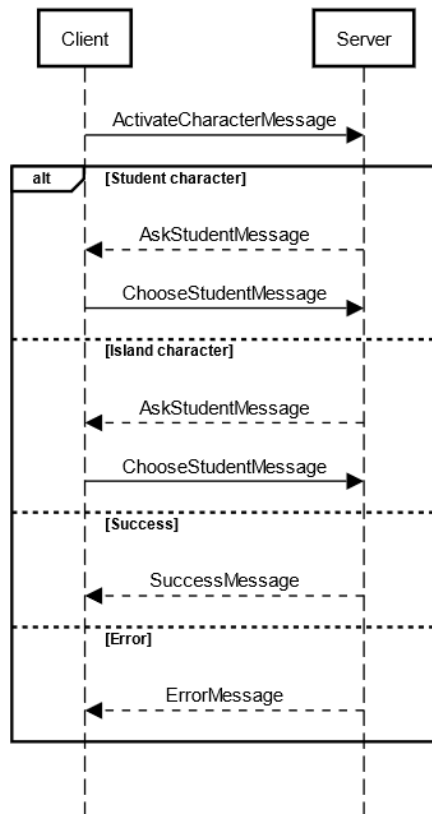 Client Server
ActivateCharacterMessage
alt [Student character]
AskStudentMessage
ChooseStudentMessage
[Island character]
AskStudentMessage
ChooseStudentMessage
[Success]
SuccessMessage
[Error]
ErrorMessage